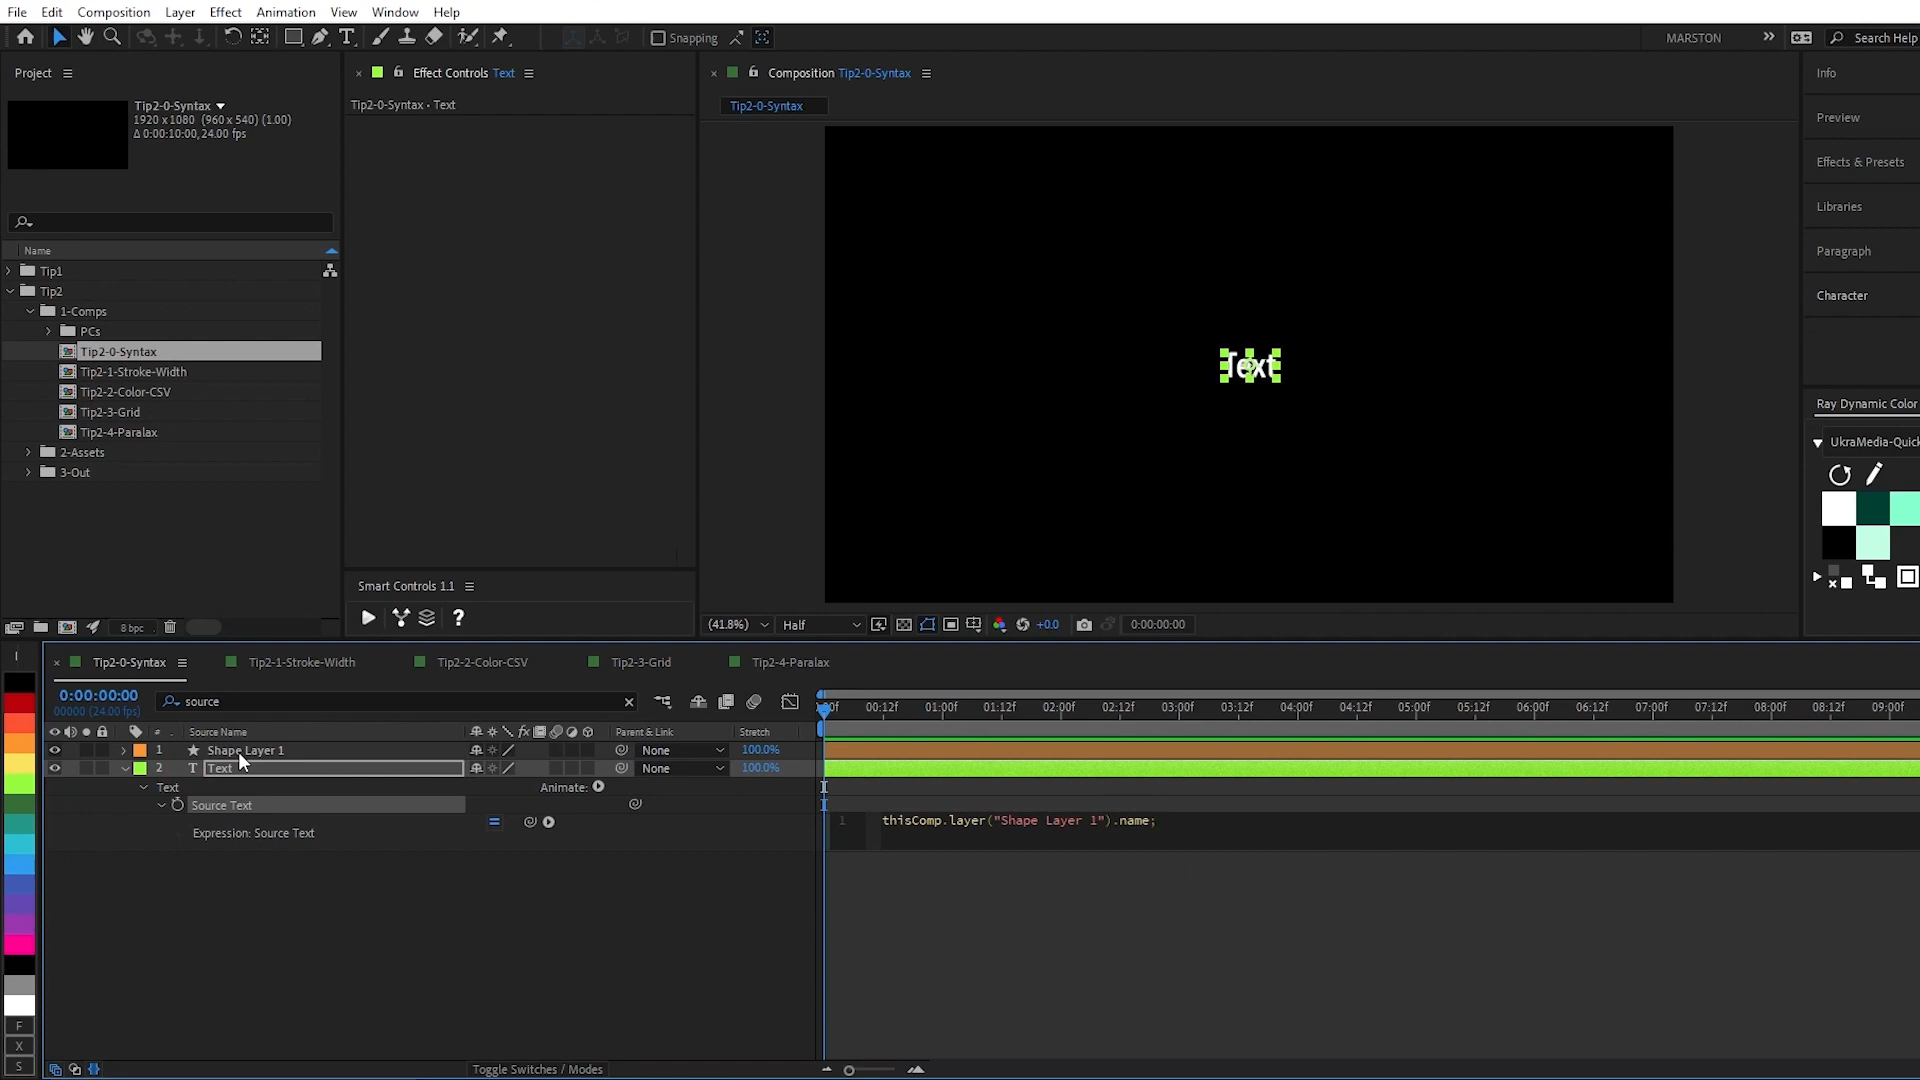 File Edit Composition Layer Effect Animation View Window Help
Snapping MARSTON Search Help
Project
Tip2-0-Syntax
1920 x 1080 (960 x 540) (1.00)
Δ 0:00:10:00, 24.00 fps
Name
Tip1
Tip2
1-Comps
PCs
Tip2-0-Syntax
Tip2-1-Stroke-Width
Tip2-2-Color-CSV
Tip2-3-Grid
Tip2-4-Paralax
2-Assets
3-Out
8 bpc
Effect Controls Text
Tip2-0-Syntax • Text
Smart Controls 1.1
?
Composition Tip2-0-Syntax
Tip2-0-Syntax
Text
(41.8%) Half +0.0 0:00:00:00
Info
Preview
Effects & Presets
Libraries
Paragraph
Character
Ray Dynamic Color
UkraMedia-Quick
Tip2-0-Syntax Tip2-1-Stroke-Width Tip2-2-Color-CSV Tip2-3-Grid Tip2-4-Paralax
0:00:00:00
00000 (24.00 fps)
source
00:12f 01:00f 01:12f 02:00f 02:12f 03:00f 03:12f 04:00f 04:12f 05:00f 05:12f 06:00f 06:12f 07:00f 07:12f 08:00f 08:12f 09:00f
# Source Name fx Parent & Link Stretch
1 Shape Layer 1 None 100.0%
2 T Text None 100.0%
Text Animate:
Source Text
Expression: Source Text
1 thisComp.layer("Shape Layer 1").name;
F
X
S
Toggle Switches / Modes